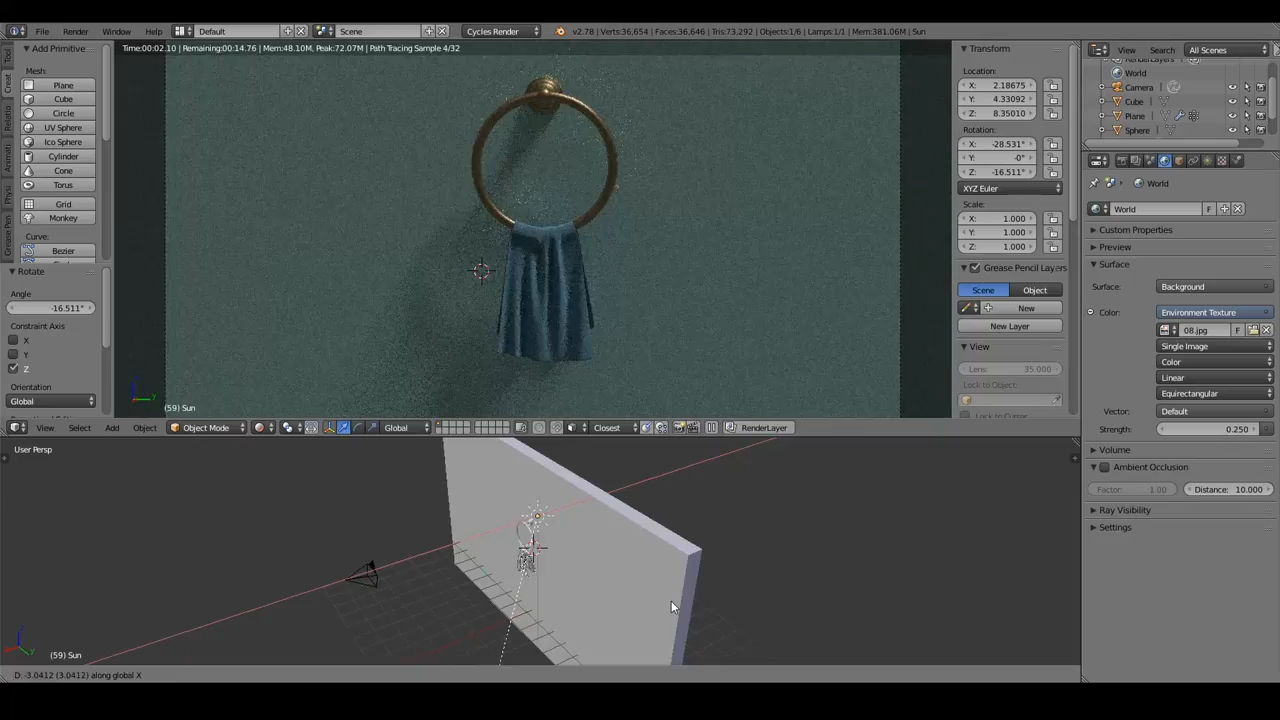 File Render Window Help Default Scene Cycles Render v2.78 | Verts:36,654 | Faces:36,646 | Tris:73,292 | Objects:1/6 | Lamps:1/1 | Mem:381.06M | Sun
Time:00:02.10 | Remaining:00:14.76 | Mem:48.10M, Peak:72.07M | Path Tracing Sample 4/32
Add Primitive
Mesh:
Plane
Cube
Circle
UV Sphere
Ico Sphere
Cylinder
Cone
Torus
Grid
Monkey
Curve:
Bezier
Rotate
Angle
-16.511°
Constraint Axis
X
Y
Z
Orientation
Global
(59) Sun
Transform
Location:
X: 2.18675
Y: 4.33092
Z: 8.35010
Rotation:
X: -28.531°
Y: -0°
Z: -16.511°
XYZ Euler
Scale:
X: 1.000
Y: 1.000
Z: 1.000
Grease Pencil Layers
Scene Object
New
New Layer
View
Lens: 35.000
Lock to Object:
Lock to Cursor
View Search All Scenes
RenderLayers
World
Camera
Cube
Plane
Sphere
World
World F
Custom Properties
Preview
Surface
Surface: Background
Color: Environment Texture
08.jpg F
Single Image
Color
Linear
Equirectangular
Vector: Default
Strength: 0.250
Volume
Ambient Occlusion
Factor: 1.00 Distance: 10.000
Ray Visibility
Settings
View Select Add Object Object Mode Global Closest RenderLayer
User Persp
(59) Sun
D: -3.0412 (3.0412) along global X